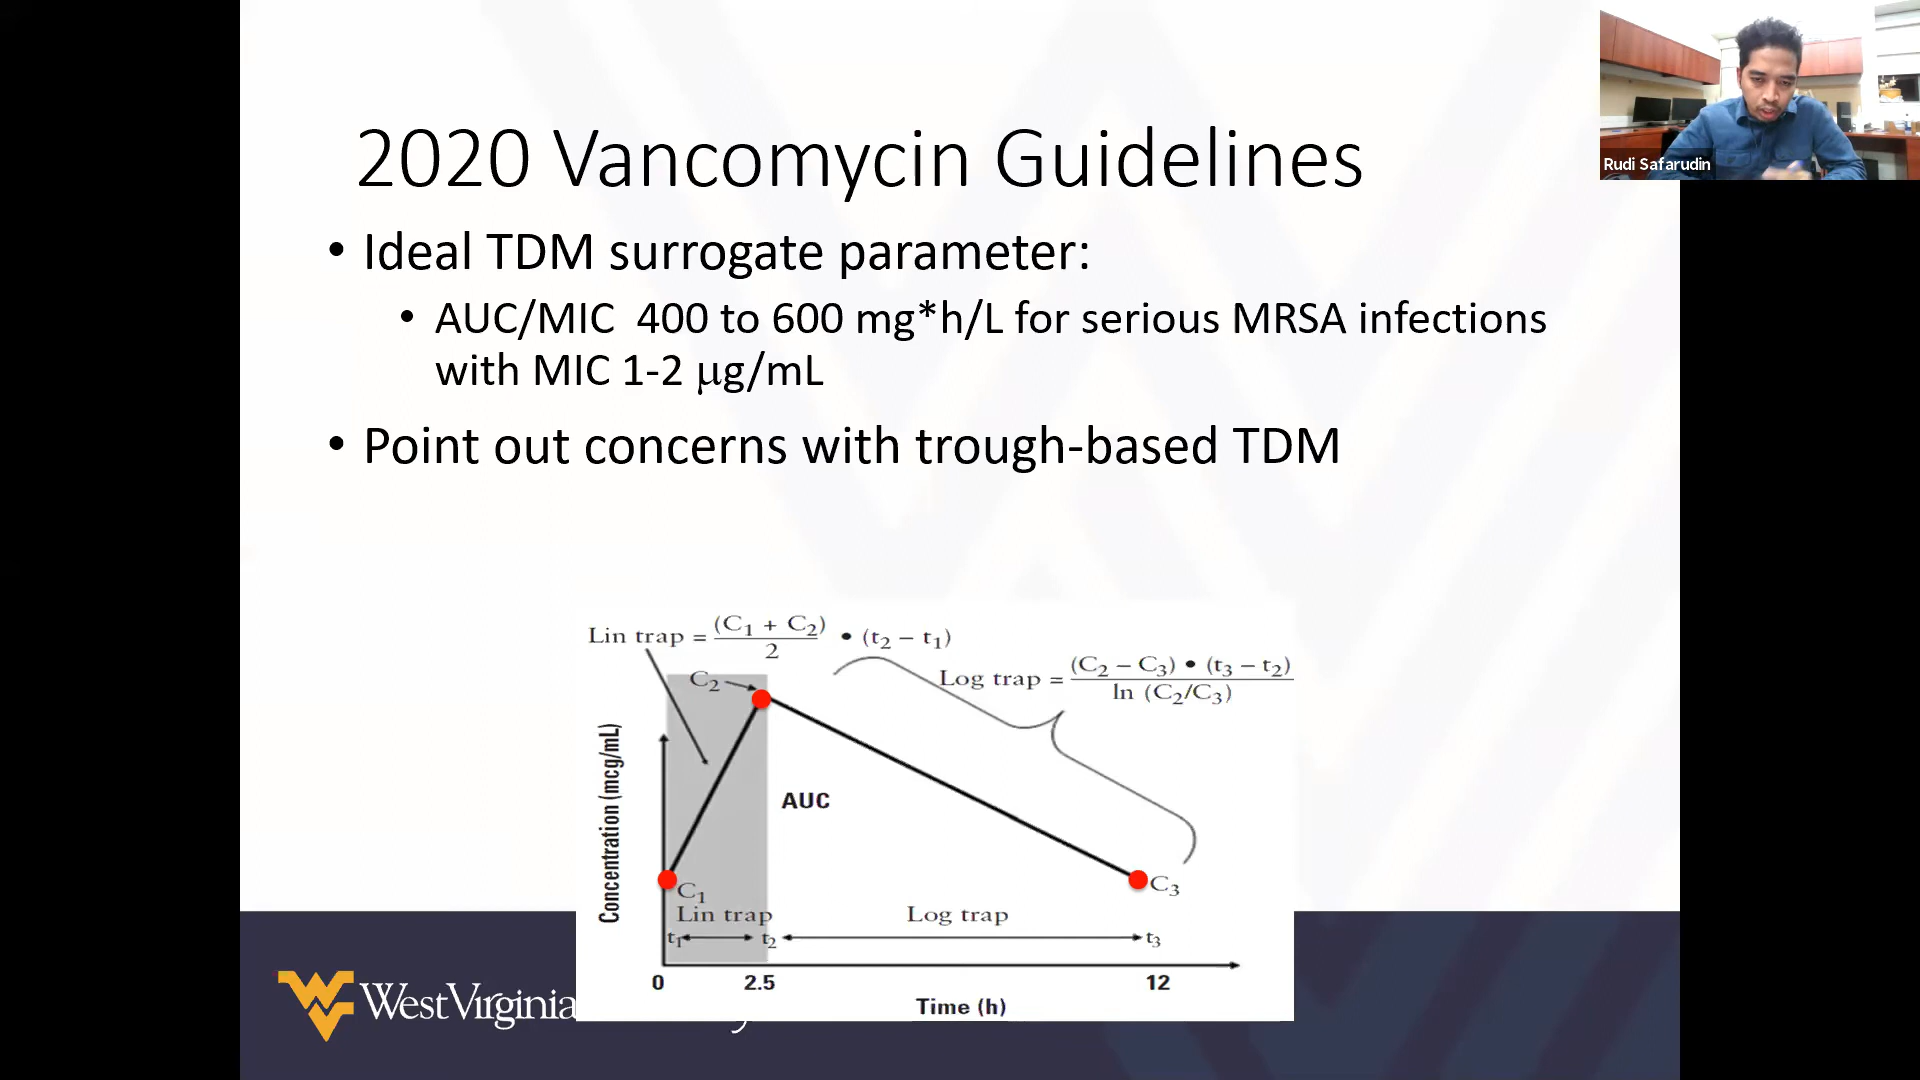 2020 Vancomycin Guidelines
Rudi Safarudin
• Ideal TDM surrogate parameter:
• AUC/MIC 400 to 600 mg*h/L for serious MRSA infections
with MIC 1-2 µg/mL
• Point out concerns with trough-based TDM
Lin trap = (C₁ + C₂) / 2 • (t₂ − t₁)
Log trap = (C₂ − C₃) • (t₃ − t₂) / ln (C₂/C₃)
C₂
Concentration (mcg/mL)
AUC
C₁
C₃
Lin trap
Log trap
t₁
t₂
t₃
0
2.5
12
Time (h)
WestVirginia